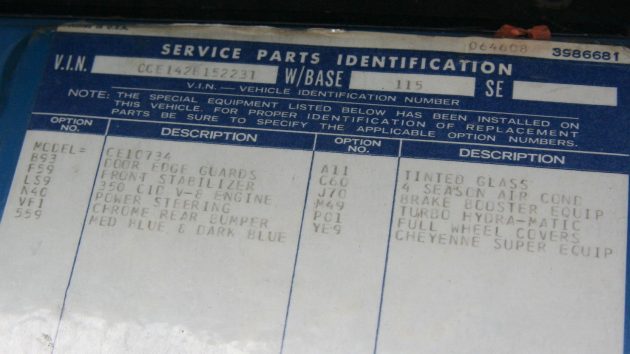 064608 3986681
SERVICE PARTS IDENTIFICATION
V.I.N. CCE142B152231 W/BASE 115 SE
V.I.N. — VEHICLE IDENTIFICATION NUMBER
NOTE: THE SPECIAL EQUIPMENT LISTED BELOW HAS BEEN INSTALLED ON
THIS VEHICLE. FOR PROPER IDENTIFICATION OF REPLACEMENT
PARTS BE SURE TO SPECIFY THE APPLICABLE OPTION NUMBERS.
OPTION NO. DESCRIPTION OPTION NO. DESCRIPTION
MODEL= CE10734
B93 DOOR EDGE GUARDS A11 TINTED GLASS
F59 FRONT STABILIZER C60 4 SEASON AIR COND
LS9 350 CID V-8 ENGINE J70 BRAKE BOOSTER EQUIP
N40 POWER STEERING M49 TURBO HYDRA-MATIC
VF1 CHROME REAR BUMPER P01 FULL WHEEL COVERS
559 MED BLUE & DARK BLUE YE9 CHEYENNE SUPER EQUIP